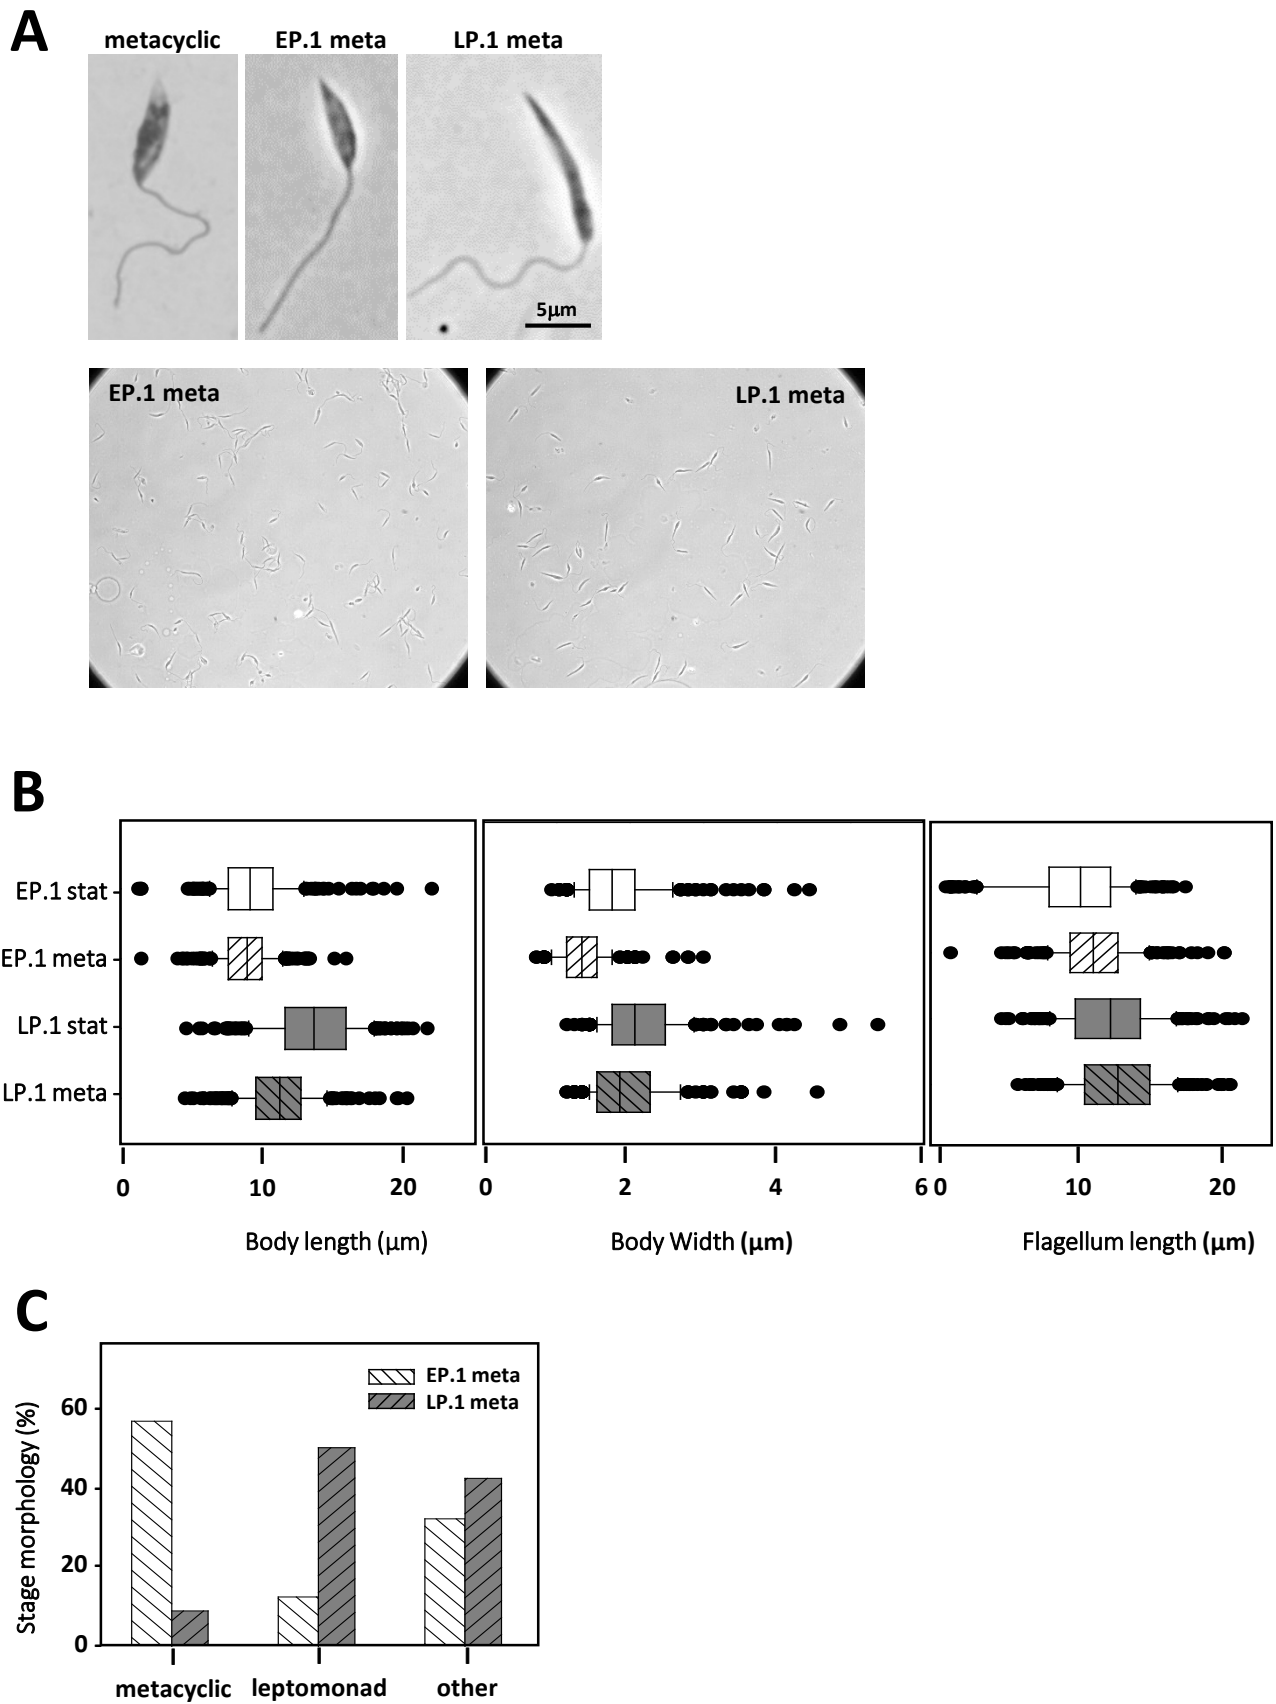 A
metacyclic
EP.1 meta
LP.1 meta
5µm
EP.1 meta
LP.1 meta
B
EP.1 stat
EP.1 meta
LP.1 stat
LP.1 meta
0 10 20
0 2 4 6
0 10 20
Body length (µm)
Body Width (µm)
Flagellum length (µm)
C
EP.1 meta
LP.1 meta
Stage morphology (%)
60
40
20
0
metacyclic leptomonad other